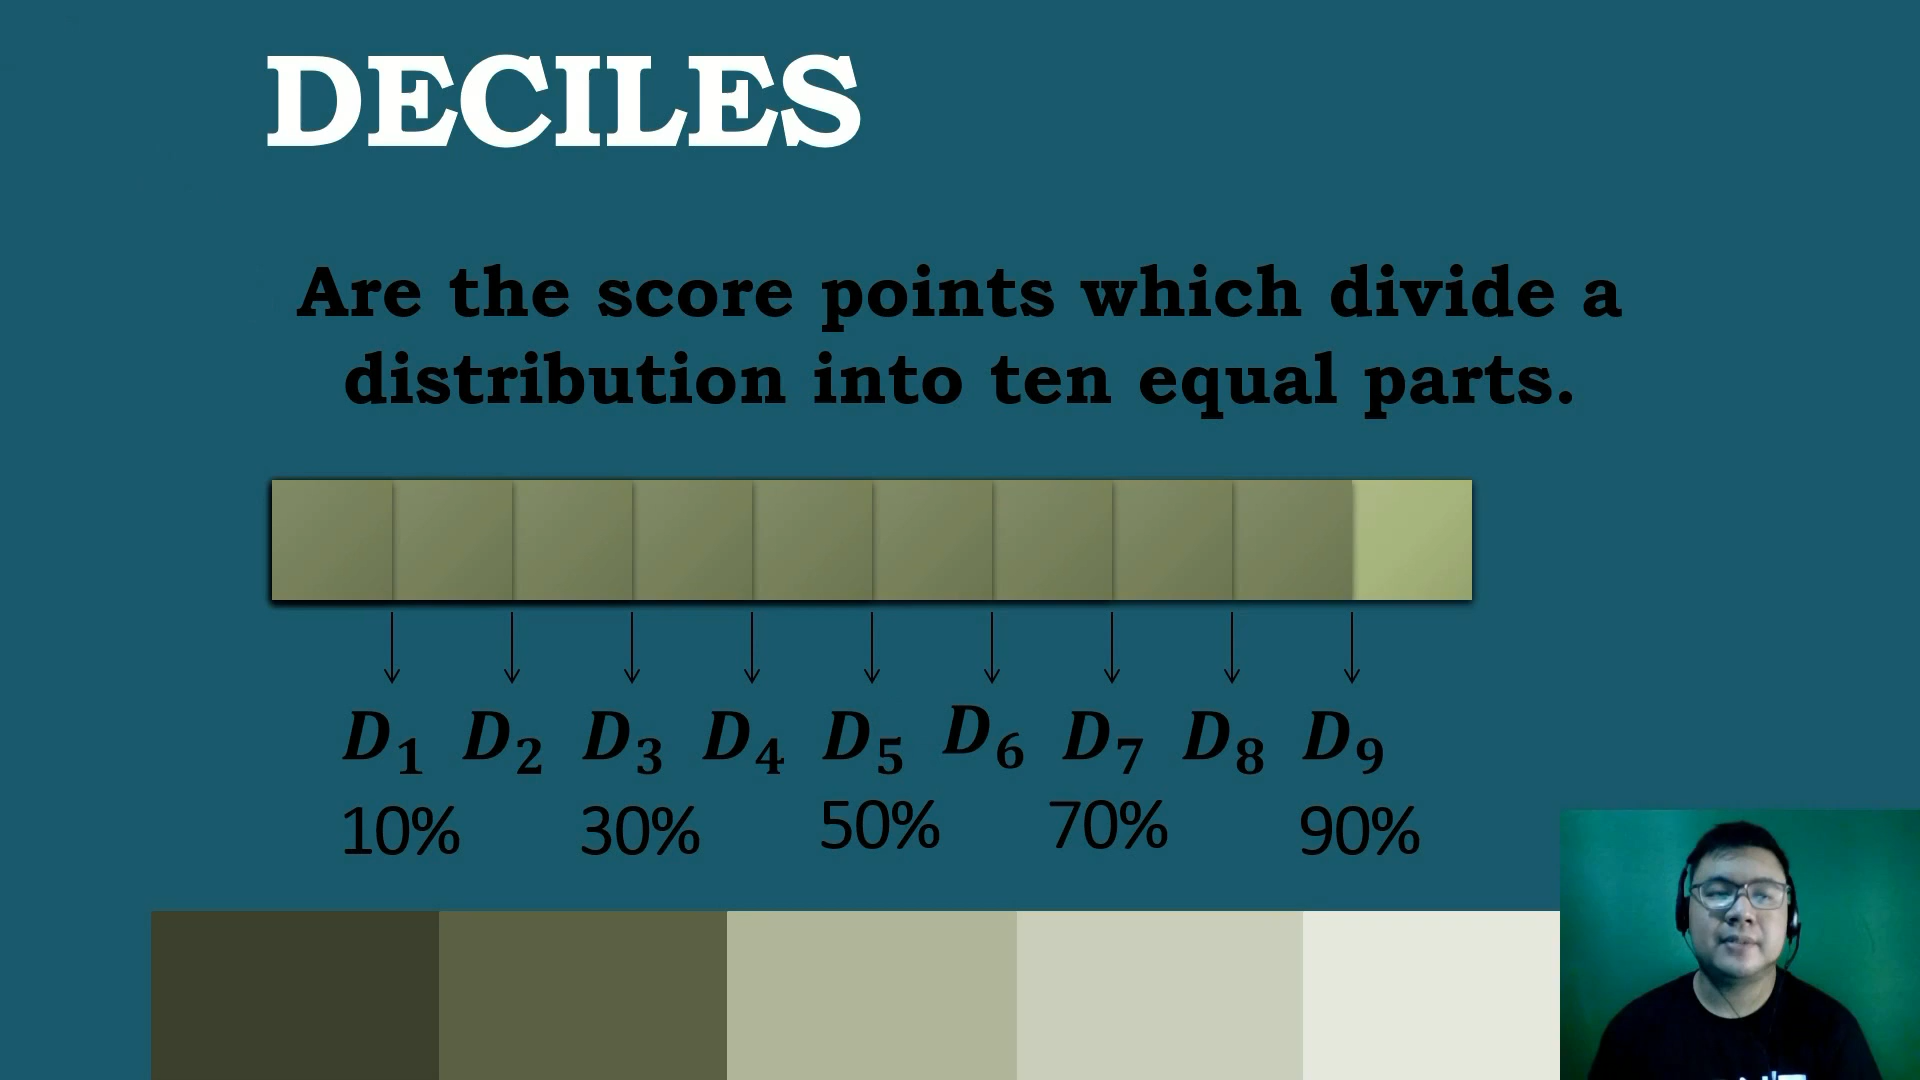 DECILES
Are the score points which divide a
distribution into ten equal parts.
D1 D2 D3 D4 D5 D6 D7 D8 D9
10% 30% 50% 70% 90%